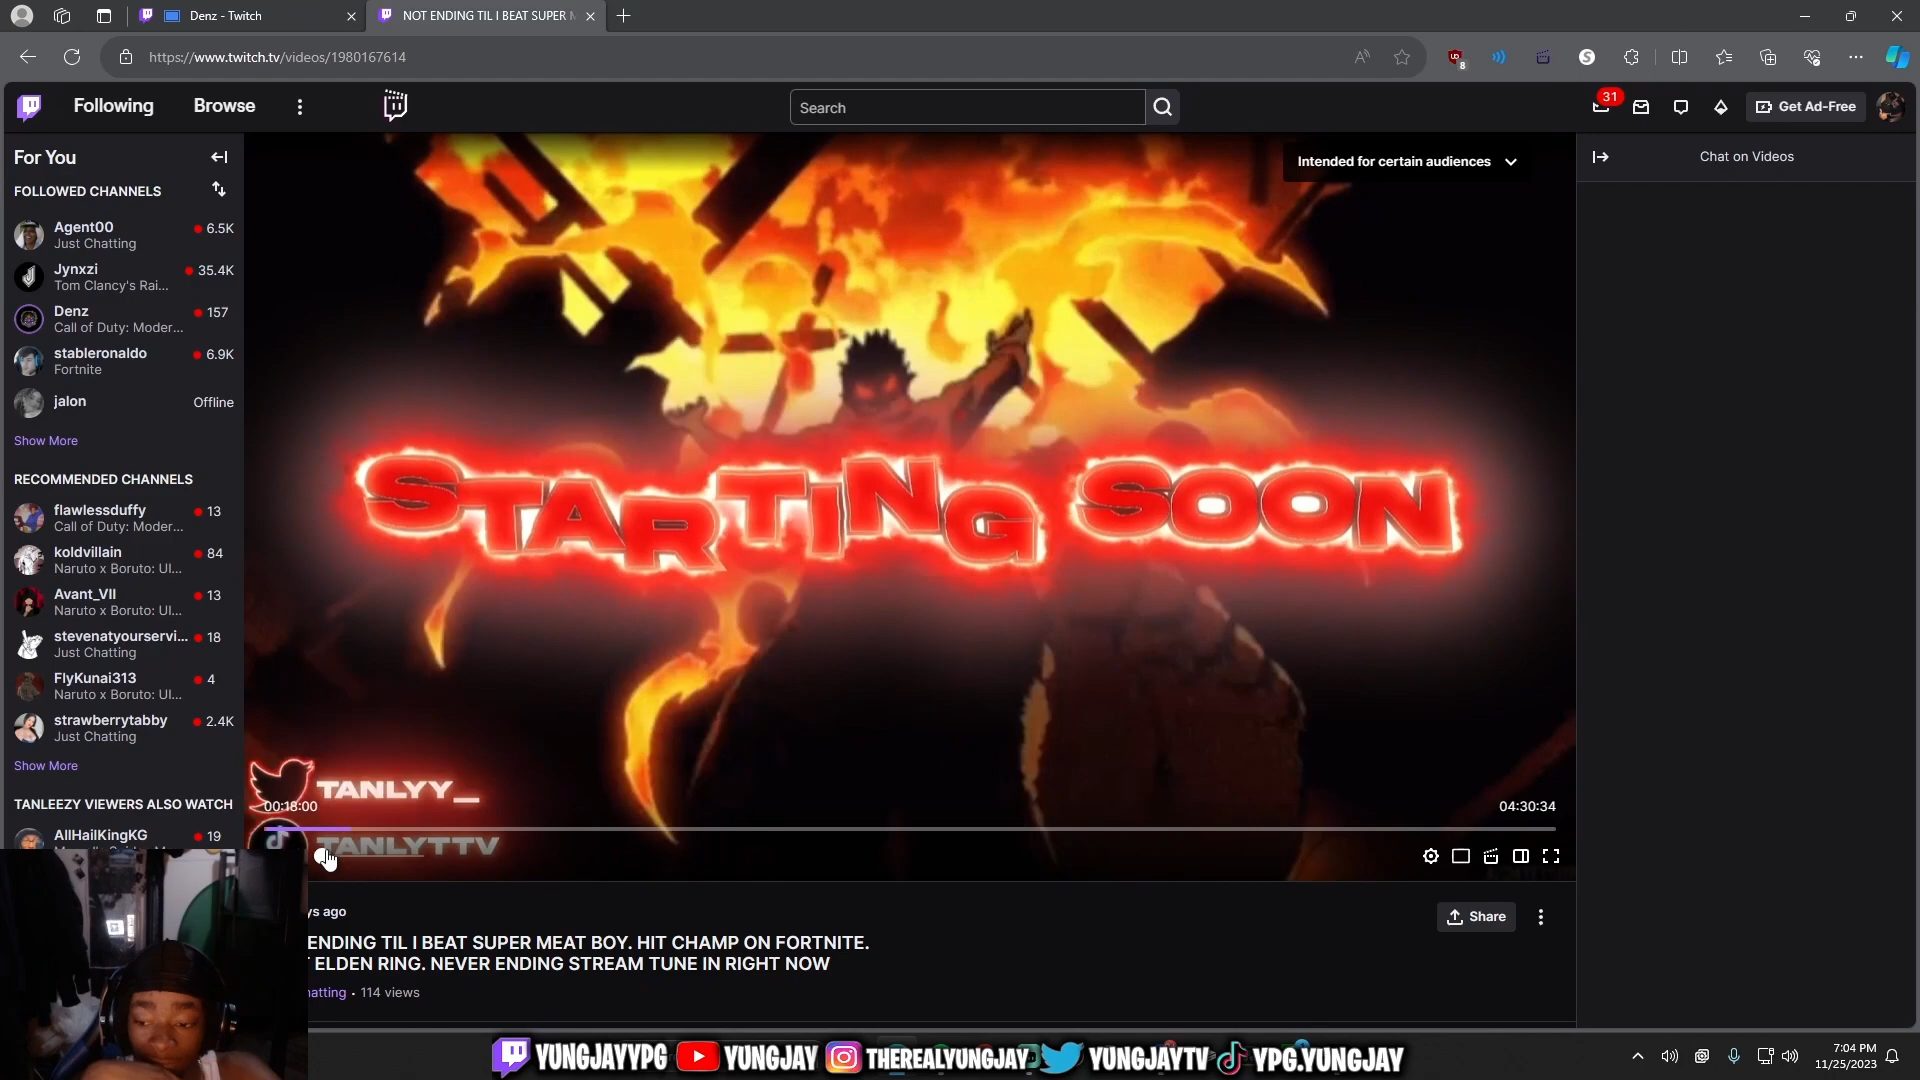 Denz - Twitch
NOT ENDING TIL I BEAT SUPER
https://www.twitch.tv/videos/1980167614
8
Following
Browse
Search
31
Get Ad-Free
For You
FOLLOWED CHANNELS
Agent00
6.5K
Just Chatting
Jynxzi
35.4K
Tom Clancy's Rai...
Denz
157
Call of Duty: Moder...
stableronaldo
6.9K
Fortnite
jalon
Offline
Show More
RECOMMENDED CHANNELS
flawlessduffy
13
Call of Duty: Moder...
koldvillain
84
Naruto x Boruto: Ul...
Avant_VII
13
Naruto x Boruto: Ul...
stevenatyourservi...
18
Just Chatting
FlyKunai313
4
Naruto x Boruto: Ul...
strawberrytabby
2.4K
Just Chatting
Show More
TANLEEZY VIEWERS ALSO WATCH
AllHailKingKG
19
Intended for certain audiences
STARTING SOON
TANLYY_
00:18:00
04:30:34
TANLYTTV
Chat on Videos
ys ago
Share
ENDING TIL I BEAT SUPER MEAT BOY. HIT CHAMP ON FORTNITE.
ELDEN RING. NEVER ENDING STREAM TUNE IN RIGHT NOW
hatting · 114 views
YUNGJAYYPG
YUNGJAY
THEREALYUNGJAY
YUNGJAYTV
YPG.YUNGJAY
7:04 PM
11/25/2023